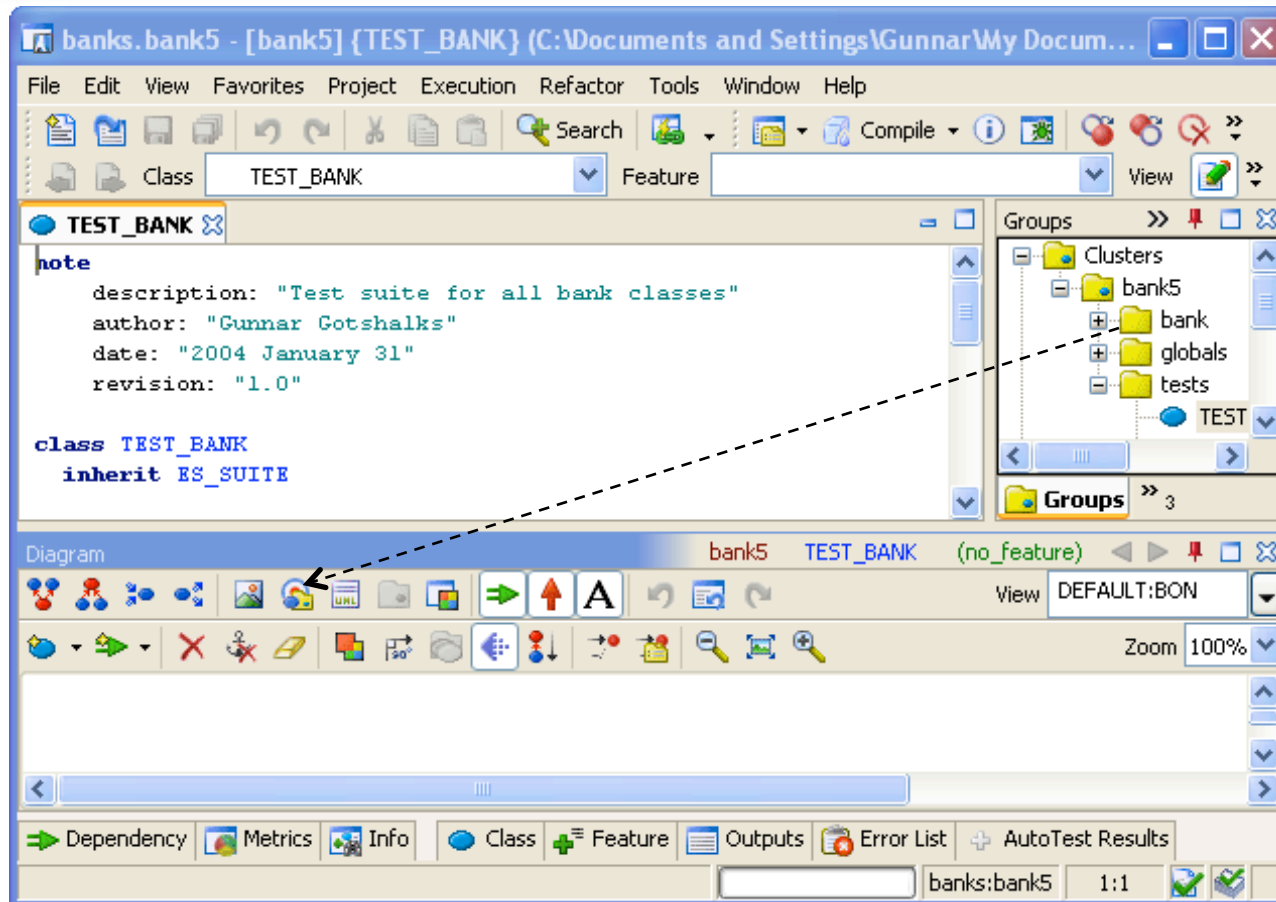 banks.bank5 - [bank5] {TEST_BANK} (C:\Documents and Settings\Gunnar\My Docum...
File Edit View Favorites Project Execution Refactor Tools Window Help
Search Compile
Class TEST_BANK Feature View
TEST_BANK
Groups
note
description: "Test suite for all bank classes"
author: "Gunnar Gotshalks"
date: "2004 January 31"
revision: "1.0"
class TEST_BANK
inherit ES_SUITE
Clusters
bank5
bank
globals
tests
TEST
Groups 3
Diagram bank5 TEST_BANK (no_feature)
UML A View DEFAULT:BON
90° Zoom 100%
Dependency Metrics Info Class Feature Outputs Error List AutoTest Results
banks:bank5 1:1